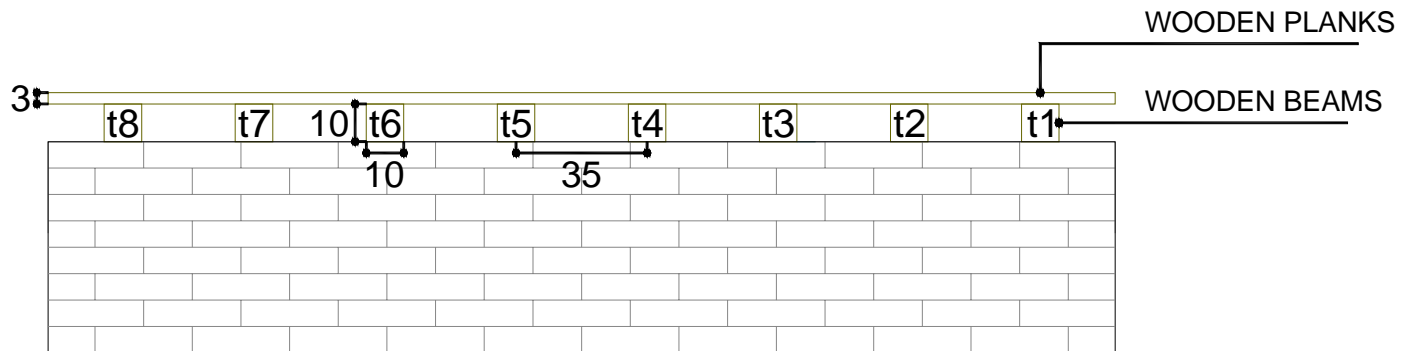 WOODEN PLANKS
3
WOODEN BEAMS
t8 t7 10 t6 t5 t4 t3 t2 t1
10 35